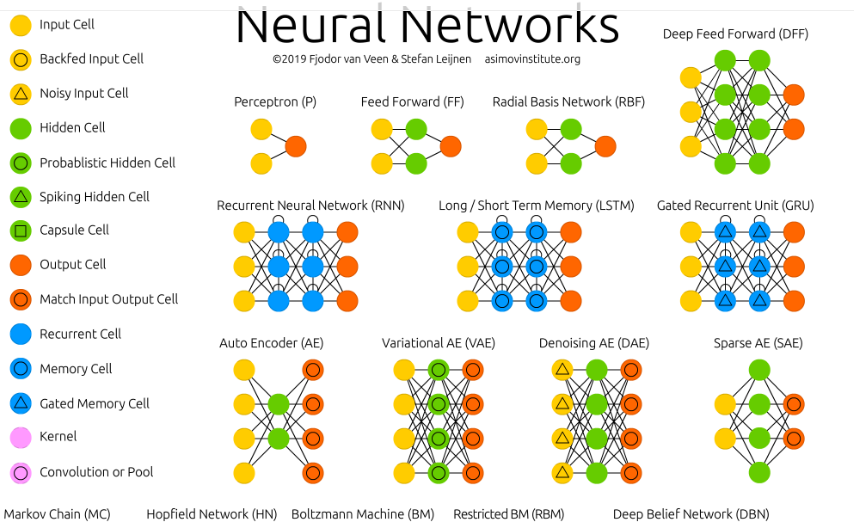 Neural Networks
©2019 Fjodor van Veen & Stefan Leijnen asimovinstitute.org
Input Cell
Backfed Input Cell
Noisy Input Cell
Hidden Cell
Probablistic Hidden Cell
Spiking Hidden Cell
Capsule Cell
Output Cell
Match Input Output Cell
Recurrent Cell
Memory Cell
Gated Memory Cell
Kernel
Convolution or Pool
Deep Feed Forward (DFF)
Perceptron (P)
Feed Forward (FF)
Radial Basis Network (RBF)
Recurrent Neural Network (RNN)
Long / Short Term Memory (LSTM)
Gated Recurrent Unit (GRU)
Auto Encoder (AE)
Variational AE (VAE)
Denoising AE (DAE)
Sparse AE (SAE)
Markov Chain (MC)
Hopfield Network (HN)
Boltzmann Machine (BM)
Restricted BM (RBM)
Deep Belief Network (DBN)